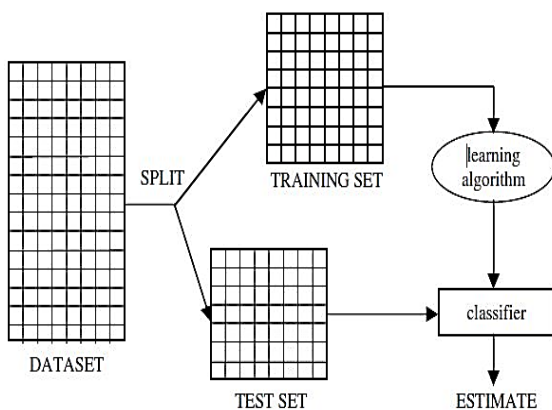 SPLIT
TRAINING SET
learning
algorithm
classifier
DATASET
TEST SET
ESTIMATE